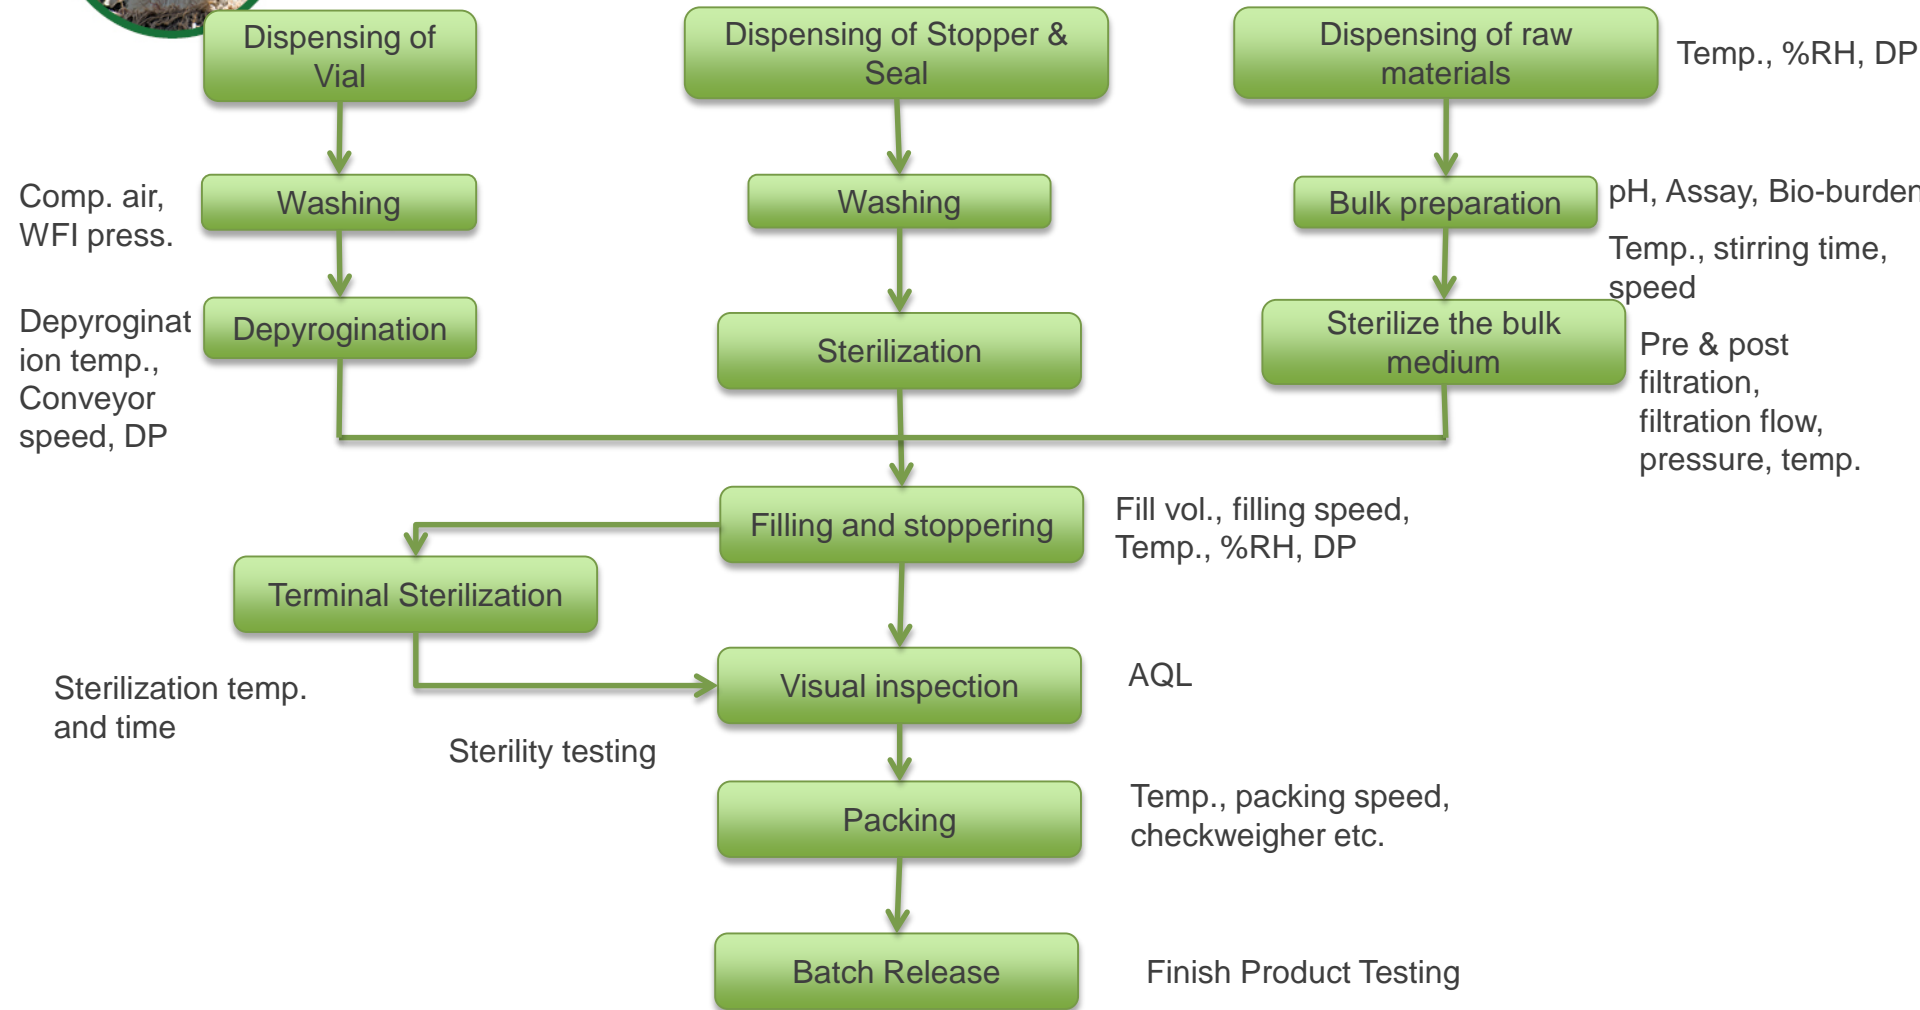 Dispensing of
Vial
Dispensing of Stopper &
Seal
Dispensing of raw
materials
Temp., %RH, DP
Comp. air,
WFI press.
Washing
Washing
Bulk preparation
pH, Assay, Bio-burden
Temp., stirring time,
speed
Depyroginat
ion temp.,
Conveyor
speed, DP
Depyrogination
Sterilization
Sterilize the bulk
medium
Pre & post
filtration,
filtration flow,
pressure, temp.
Filling and stoppering
Fill vol., filling speed,
Temp., %RH, DP
Terminal Sterilization
Sterilization temp.
and time
Sterility testing
Visual inspection
AQL
Packing
Temp., packing speed,
checkweigher etc.
Batch Release
Finish Product Testing